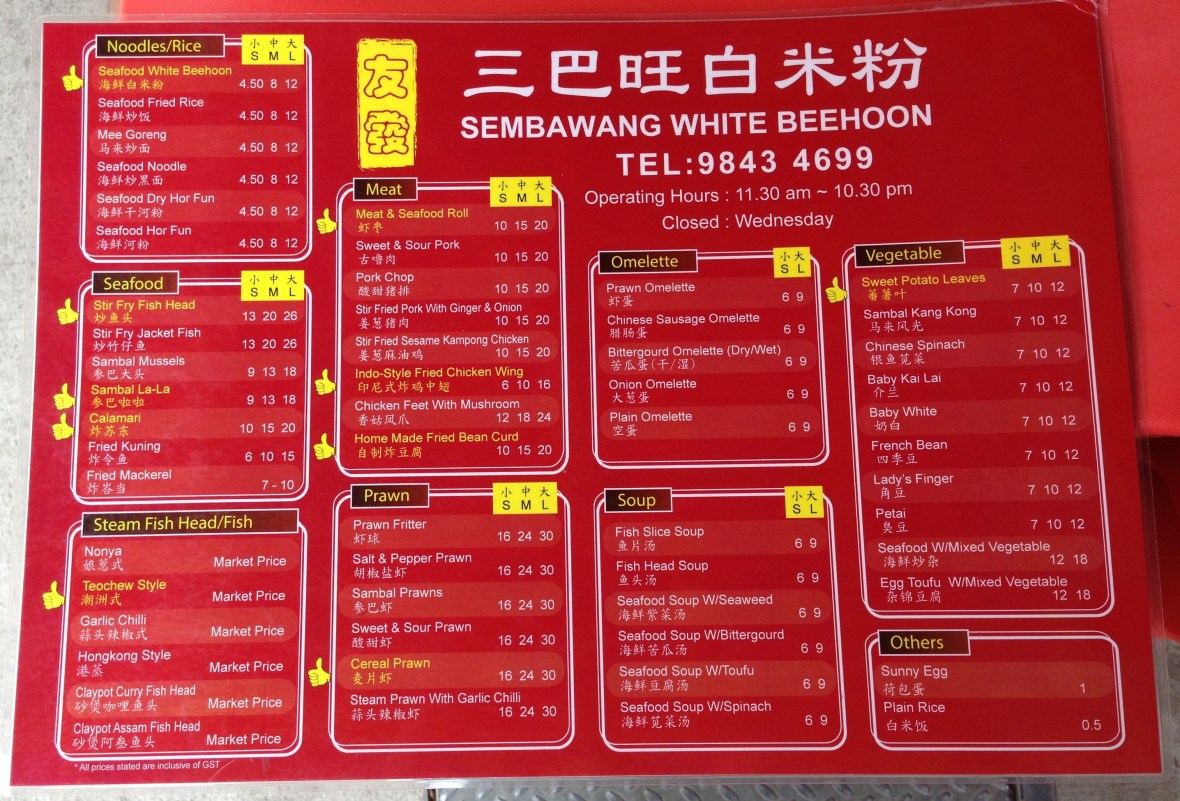 友發
三巴旺白米粉
SEMBAWANG WHITE BEEHOON
TEL:9843 4699
Operating Hours : 11.30 am ~ 10.30 pm
Closed : Wednesday
Noodles/Rice
小 中 大
S M L
Seafood White Beehoon
海鲜白米粉 4.50 8 12
Seafood Fried Rice
海鲜炒饭 4.50 8 12
Mee Goreng
马来炒面 4.50 8 12
Seafood Noodle
海鲜炒黑面 4.50 8 12
Seafood Dry Hor Fun
海鲜干河粉 4.50 8 12
Seafood Hor Fun
海鲜河粉 4.50 8 12
Seafood
小 中 大
S M L
Stir Fry Fish Head
炒鱼头 13 20 26
Stir Fry Jacket Fish
炒竹仔鱼 13 20 26
Sambal Mussels
参巴大头 9 13 18
Sambal La-La
参巴啦啦 9 13 18
Calamari
炸苏东 10 15 20
Fried Kuning
炸令鱼 6 10 15
Fried Mackerel
炸峇当 7 - 10
Steam Fish Head/Fish
Nonya
娘惹式 Market Price
Teochew Style
潮洲式 Market Price
Garlic Chilli
蒜头辣椒式 Market Price
Hongkong Style
港蒸 Market Price
Claypot Curry Fish Head
砂煲咖哩鱼头 Market Price
Claypot Assam Fish Head
砂煲阿叁鱼头 Market Price
* All prices stated are inclusive of GST
Meat
小 中 大
S M L
Meat & Seafood Roll
虾枣 10 15 20
Sweet & Sour Pork
古噜肉 10 15 20
Pork Chop
酸甜猪排 10 15 20
Stir Fried Pork With Ginger & Onion
姜葱猪肉 10 15 20
Stir Fried Sesame Kampong Chicken
姜葱麻油鸡 10 15 20
Indo-Style Fried Chicken Wing
印尼式炸鸡中翅 6 10 16
Chicken Feet With Mushroom
香菇凤爪 12 18 24
Home Made Fried Bean Curd
自制炸豆腐 10 15 20
Prawn
小 中 大
S M L
Prawn Fritter
虾球 16 24 30
Salt & Pepper Prawn
胡椒盐虾 16 24 30
Sambal Prawns
参巴虾 16 24 30
Sweet & Sour Prawn
酸甜虾 16 24 30
Cereal Prawn
麦片虾 16 24 30
Steam Prawn With Garlic Chilli
蒜头辣椒虾 16 24 30
Omelette
小 大
S L
Prawn Omelette
虾蛋 6 9
Chinese Sausage Omelette
腊肠蛋 6 9
Bittergourd Omelette (Dry/Wet)
苦瓜蛋(干/湿) 6 9
Onion Omelette
大葱蛋 6 9
Plain Omelette
空蛋 6 9
Soup
小 大
S L
Fish Slice Soup
鱼片汤 6 9
Fish Head Soup
鱼头汤 6 9
Seafood Soup W/Seaweed
海鲜紫菜汤 6 9
Seafood Soup W/Bittergourd
海鲜苦瓜汤 6 9
Seafood Soup W/Toufu
海鲜豆腐汤 6 9
Seafood Soup W/Spinach
海鲜苋菜汤 6 9
Vegetable
小 中 大
S M L
Sweet Potato Leaves
蕃薯叶 7 10 12
Sambal Kang Kong
马来风光 7 10 12
Chinese Spinach
银鱼苋菜 7 10 12
Baby Kai Lai
介兰 7 10 12
Baby White
奶白 7 10 12
French Bean
四季豆 7 10 12
Lady's Finger
角豆 7 10 12
Petai
臭豆 7 10 12
Seafood W/Mixed Vegetable
海鲜炒杂 12 18
Egg Toufu W/Mixed Vegetable
杂锦豆腐 12 18
Others
Sunny Egg
荷包蛋 1
Plain Rice
白米饭 0.5